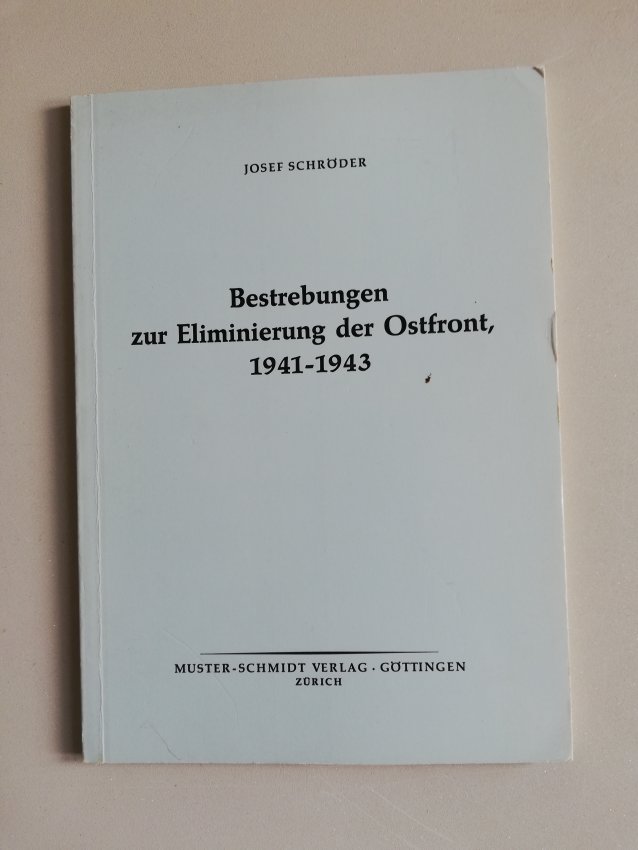 JOSEF SCHRÖDER
Bestrebungen
zur Eliminierung der Ostfront,
1941-1943
MUSTER-SCHMIDT VERLAG · GÖTTINGEN
ZÜRICH